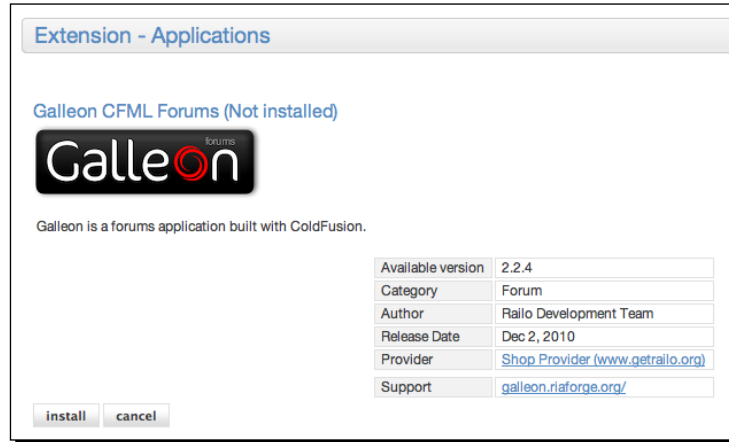 Extension - Applications
Galleon CFML Forums (Not installed)
forums
Galleon
Galleon is a forums application built with ColdFusion.
Available version 2.2.4
Category Forum
Author Railo Development Team
Release Date Dec 2, 2010
Provider Shop Provider (www.getrailo.org)
Support galleon.riaforge.org/
install cancel